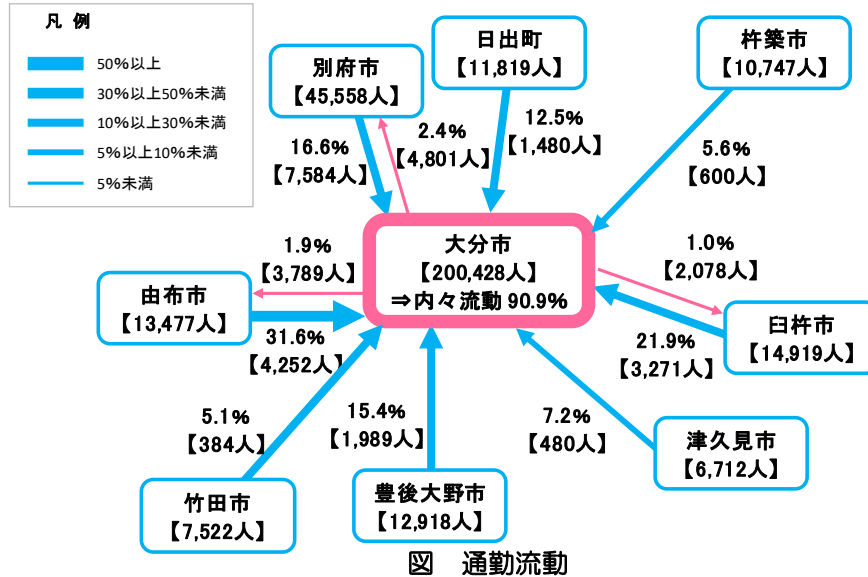 凡 例
50%以上
30%以上50%未満
10%以上30%未満
5%以上10%未満
5%未満
別府市
【45,558人】
日出町
【11,819人】
杵築市
【10,747人】
16.6%
【7,584人】
2.4%
【4,801人】
12.5%
【1,480人】
5.6%
【600人】
大分市
【200,428人】
⇒内々流動 90.9%
1.9%
【3,789人】
1.0%
【2,078人】
由布市
【13,477人】
臼杵市
【14,919人】
31.6%
【4,252人】
21.9%
【3,271人】
5.1%
【384人】
15.4%
【1,989人】
7.2%
【480人】
津久見市
【6,712人】
竹田市
【7,522人】
豊後大野市
【12,918人】
図 通勤流動